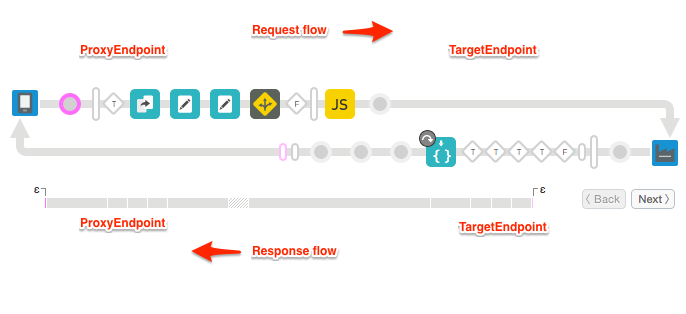 Request flow
ProxyEndpoint
TargetEndpoint
T
F
JS
{ }
T
T
T
T
F
ε
ε
Back
Next
ProxyEndpoint
TargetEndpoint
Response flow